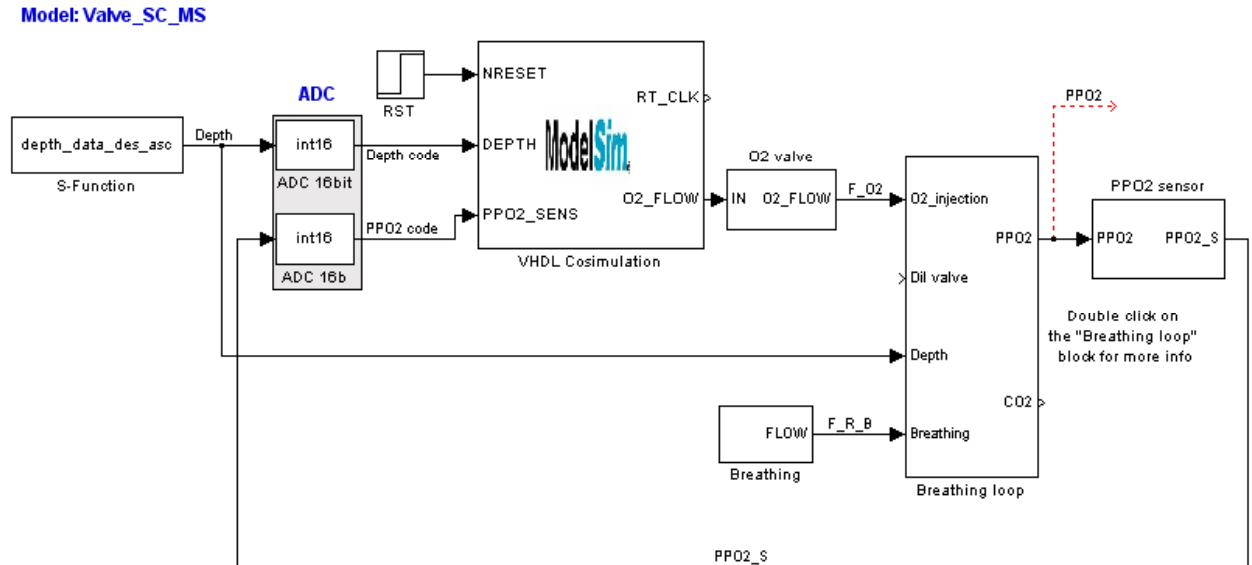 Model: Valve_SC_MS
ADC
RST
NRESET
RT_CLK
PPO2
depth_data_des_asc
Depth
int16
Depth code
DEPTH
ModelSim
O2 valve
S-Function
ADC 16bit
PPO2 sensor
O2_FLOW
IN
O2_FLOW
F_O2
O2_injection
int16
PPO2 code
PPO2_SENS
PPO2
PPO2
PPO2_S
ADC 16b
VHDL Cosimulation
Dil valve
Double click on
the "Breathing loop"
block for more info
Depth
CO2
FLOW
F_R_B
Breathing
Breathing
Breathing loop
PPO2_S